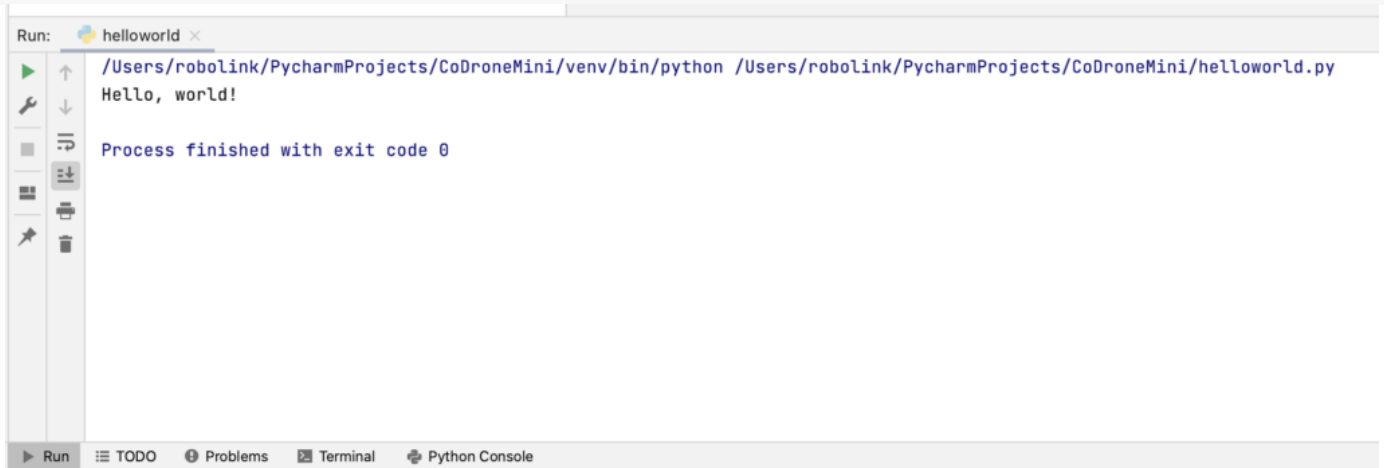 Run: helloworld
/Users/robolink/PycharmProjects/CoDroneMini/venv/bin/python /Users/robolink/PycharmProjects/CoDroneMini/helloworld.py
Hello, world!
Process finished with exit code 0
Run TODO Problems Terminal Python Console